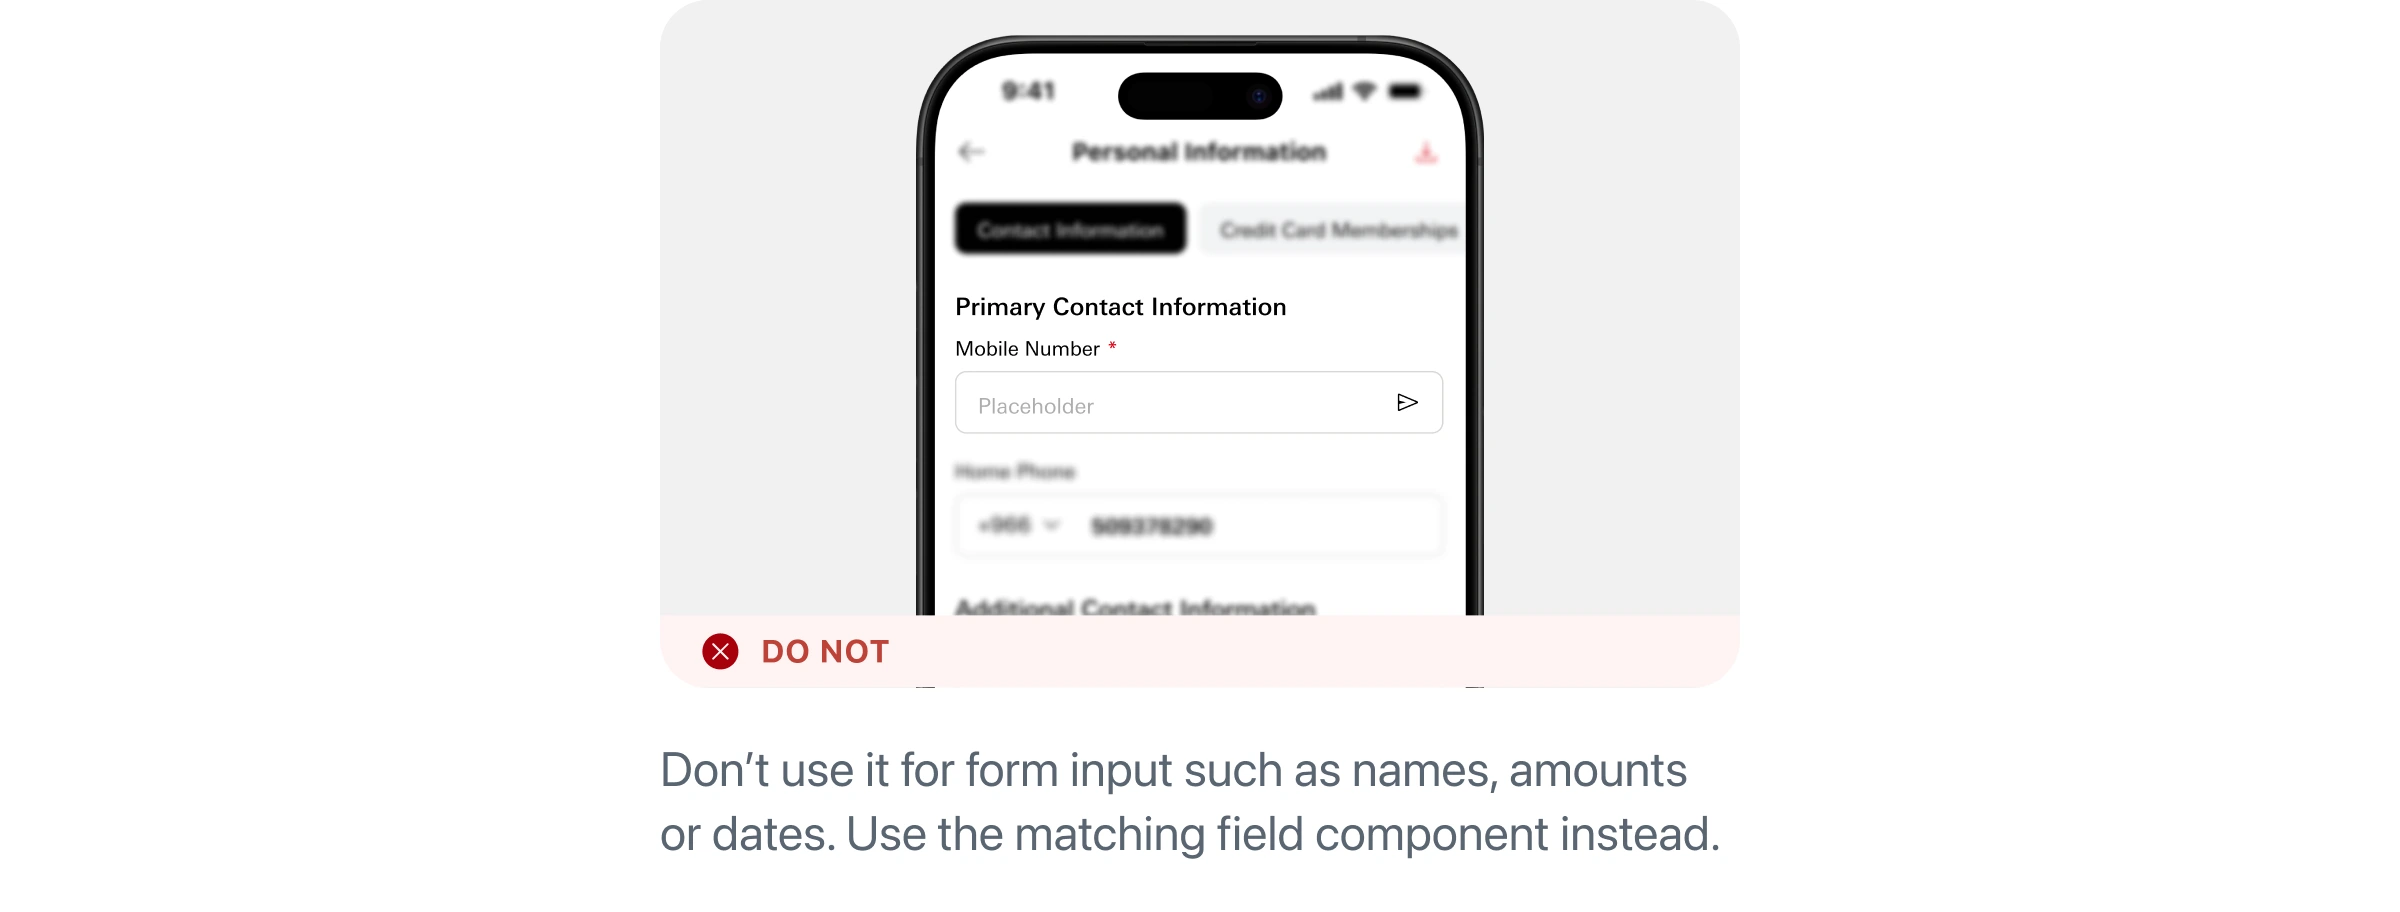 9:41
Personal Information
Contact Information
Credit Card Memberships
Primary Contact Information
Mobile Number *
Placeholder
Home Phone
+966
509378290
Additional Contact Information
DO NOT
Don’t use it for form input such as names, amounts
or dates. Use the matching field component instead.